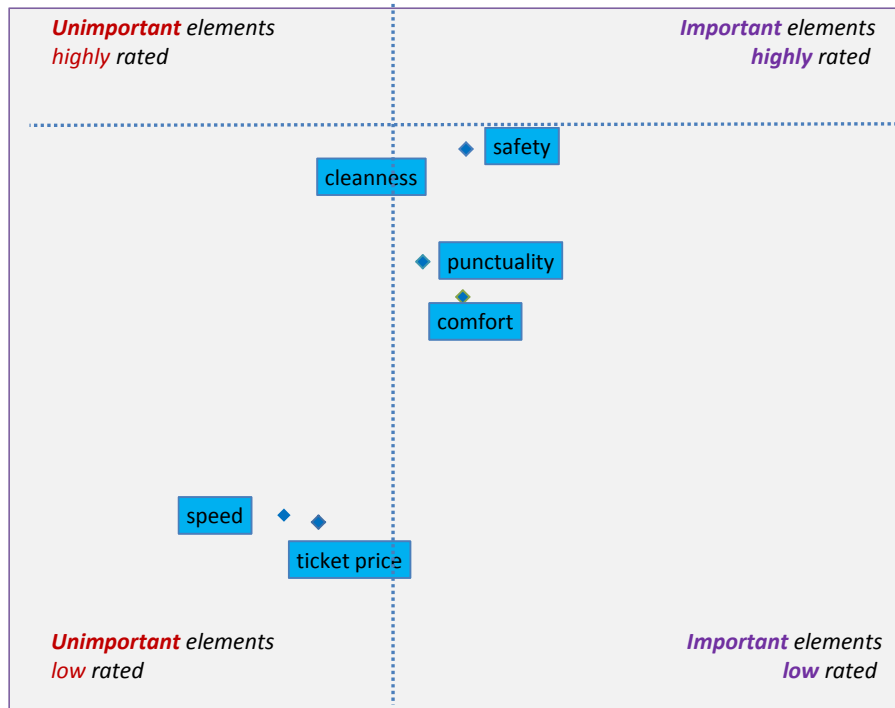 Unimportant elements
highly rated
Important elements
highly rated
safety
cleanness
punctuality
comfort
speed
ticket price
Unimportant elements
low rated
Important elements
low rated